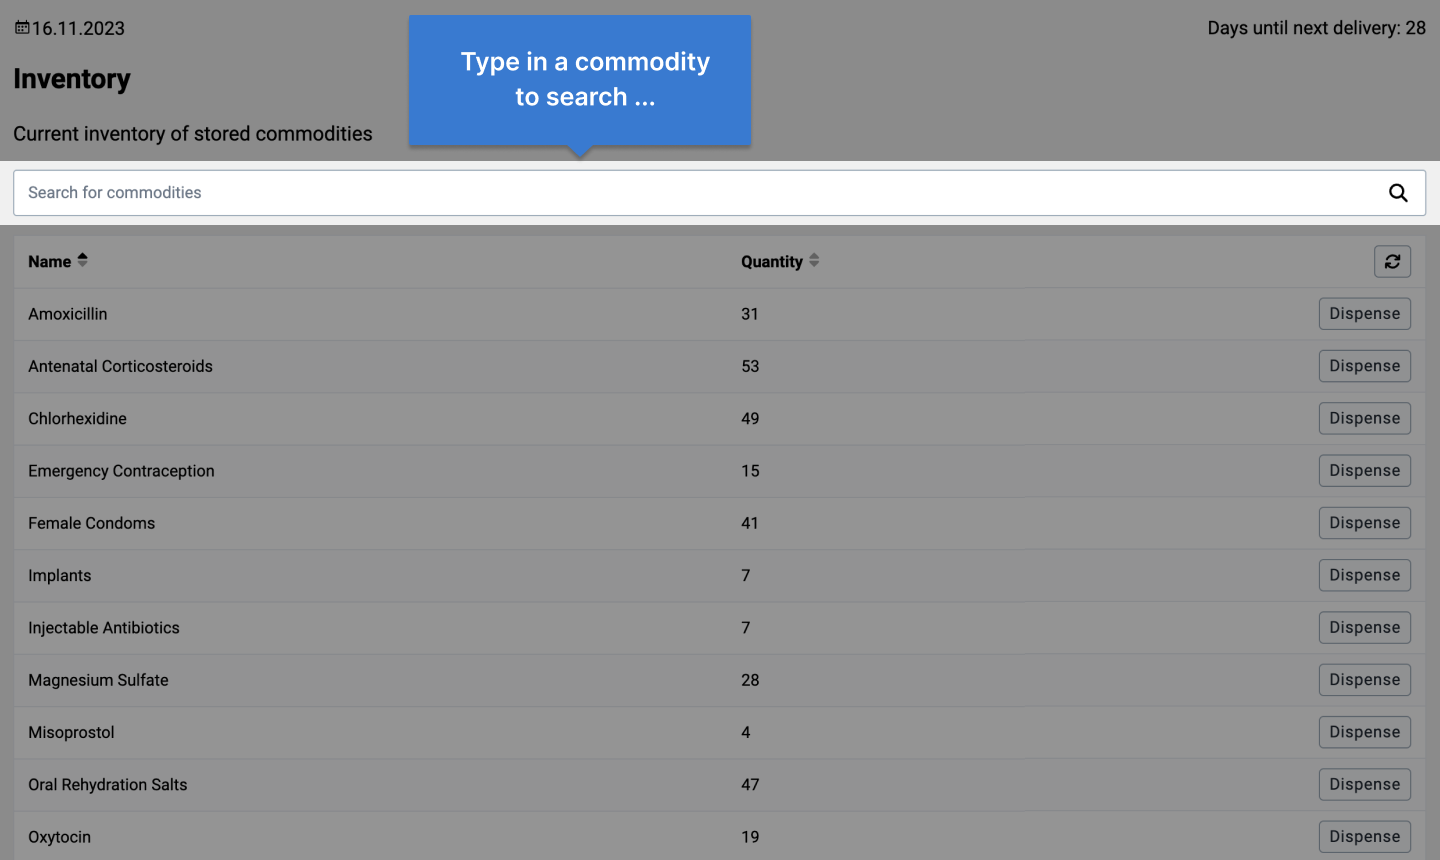 16.11.2023
Days until next delivery: 28
Type in a commodity
to search ...
Inventory
Current inventory of stored commodities
Search for commodities
Name Quantity
Amoxicillin 31 Dispense
Antenatal Corticosteroids 53 Dispense
Chlorhexidine 49 Dispense
Emergency Contraception 15 Dispense
Female Condoms 41 Dispense
Implants 7 Dispense
Injectable Antibiotics 7 Dispense
Magnesium Sulfate 28 Dispense
Misoprostol 4 Dispense
Oral Rehydration Salts 47 Dispense
Oxytocin 19 Dispense